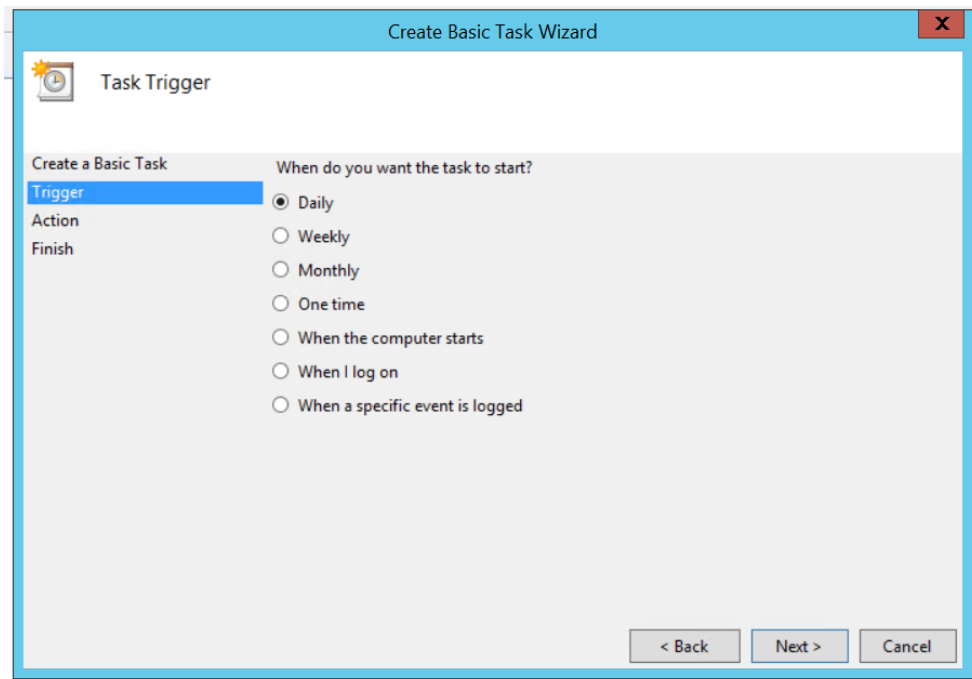 Create Basic Task Wizard
X
Task Trigger
Create a Basic Task
Trigger
Action
Finish
When do you want the task to start?
Daily
Weekly
Monthly
One time
When the computer starts
When I log on
When a specific event is logged
< Back
Next >
Cancel